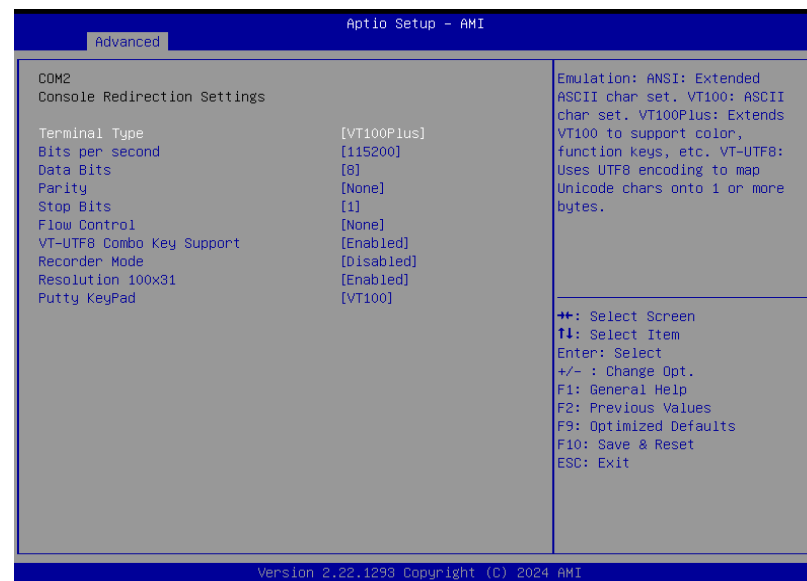 Aptio Setup – AMI
Advanced
COM2
Console Redirection Settings
Terminal Type [VT100Plus]
Bits per second [115200]
Data Bits [8]
Parity [None]
Stop Bits [1]
Flow Control [None]
VT-UTF8 Combo Key Support [Enabled]
Recorder Mode [Disabled]
Resolution 100x31 [Enabled]
Putty KeyPad [VT100]
Emulation: ANSI: Extended
ASCII char set. VT100: ASCII
char set. VT100Plus: Extends
VT100 to support color,
function keys, etc. VT-UTF8:
Uses UTF8 encoding to map
Unicode chars onto 1 or more
bytes.
→←: Select Screen
↑↓: Select Item
Enter: Select
+/- : Change Opt.
F1: General Help
F2: Previous Values
F9: Optimized Defaults
F10: Save & Reset
ESC: Exit
Version 2.22.1293 Copyright (C) 2024 AMI